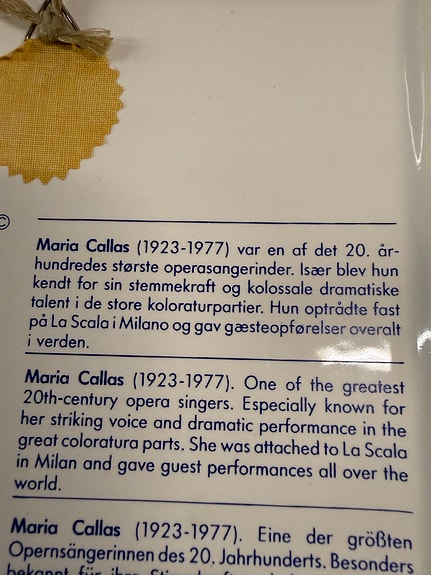 ©
Maria Callas (1923-1977) var en af det 20. år-
hundredes største operasangerinder. Især blev hun
kendt for sin stemmekraft og kolossale dramatiske
talent i de store koloraturpartier. Hun optrådte fast
på La Scala i Milano og gav gæsteopførelser overalt
i verden.
Maria Callas (1923-1977). One of the greatest
20th-century opera singers. Especially known for
her striking voice and dramatic performance in the
great coloratura parts. She was attached to La Scala
in Milan and gave guest performances all over the
world.
Maria Callas (1923-1977). Eine der größten
Opernsängerinnen des 20. Jahrhunderts. Besonders
bekannt für ihre